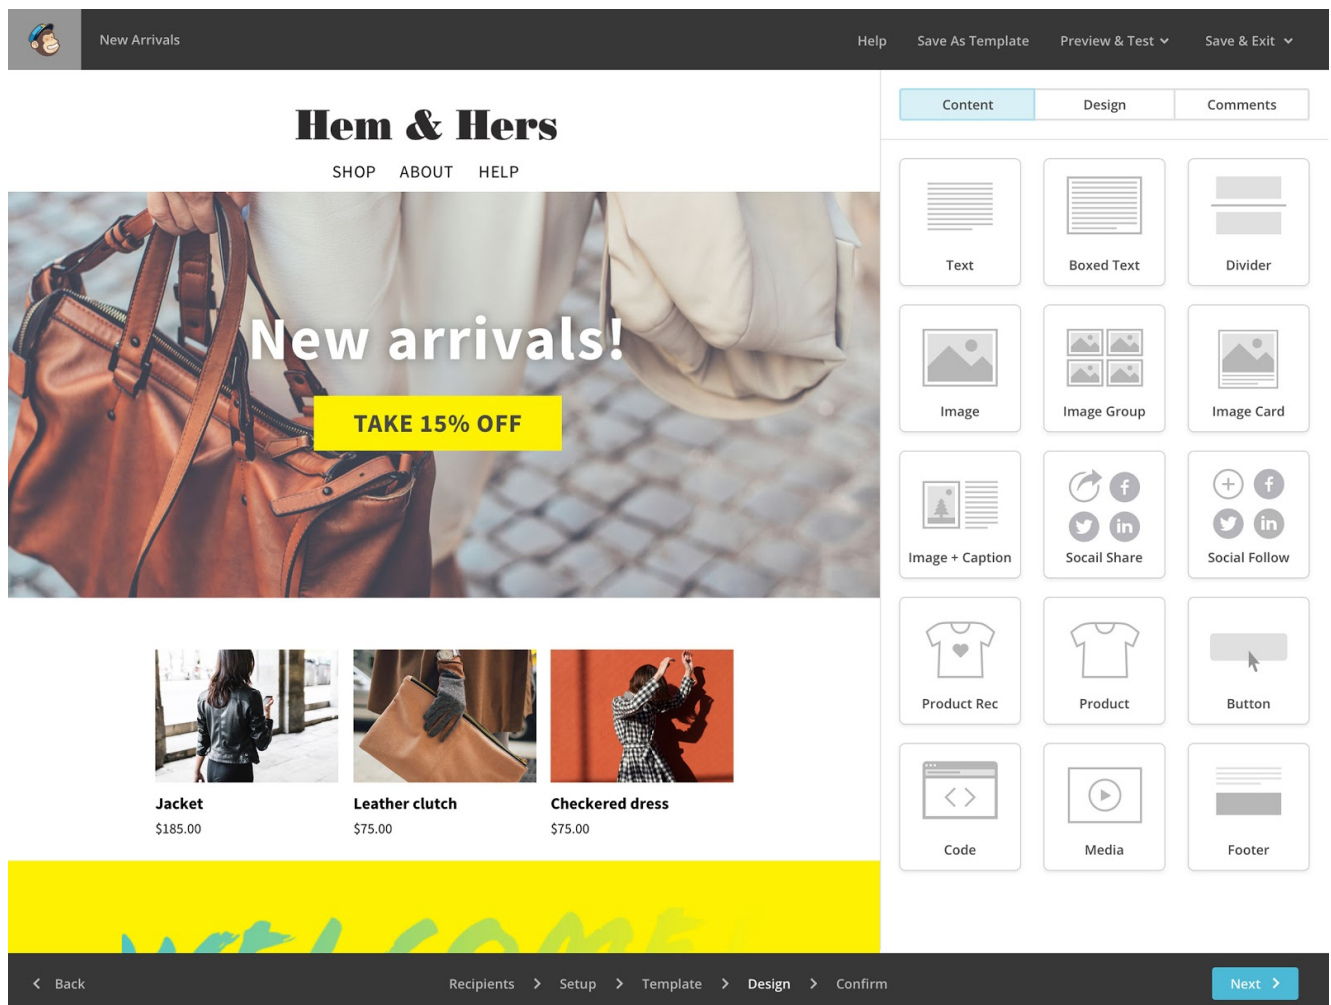 New Arrivals
Help Save As Template Preview & Test Save & Exit
Hem & Hers
SHOP ABOUT HELP
New arrivals!
TAKE 15% OFF
Jacket Leather clutch Checkered dress
$185.00 $75.00 $75.00
WELCOME!
Content Design Comments
Text Boxed Text Divider
Image Image Group Image Card
Image + Caption Socail Share Social Follow
Product Rec Product Button
Code Media Footer
Back Recipients Setup Template Design Confirm Next